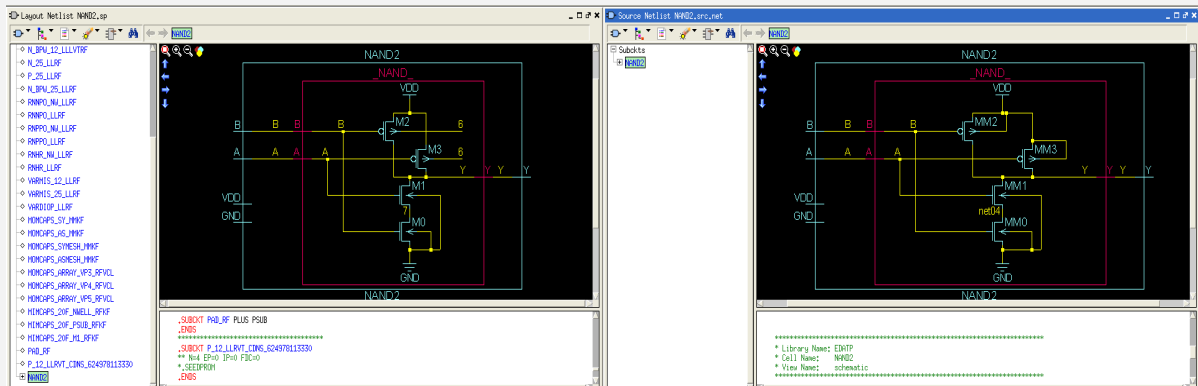 Layout Netlist NAND2.sp
NAND2
N_BPW_12_LLLVTRF
N_25_LLRF
P_25_LLRF
N_BPW_25_LLRF
RNNPO_NW_LLRF
RNNPO_LLRF
RNPPO_NW_LLRF
RNPPO_LLRF
RNHR_NW_LLRF
RNHR_LLRF
VARMIS_12_LLRF
VARMIS_25_LLRF
VARDIOP_LLRF
MOMCAPS_SY_MMKF
MOMCAPS_AS_MMKF
MOMCAPS_SYMESH_MMKF
MOMCAPS_ASMESH_MMKF
MOMCAPS_ARRAY_VP3_RFVCL
MOMCAPS_ARRAY_VP4_RFVCL
MOMCAPS_ARRAY_VP5_RFVCL
MIMCAPS_20F_NWELL_RFKF
MIMCAPS_20F_PSUB_RFKF
MIMCAPS_20F_M1_RFKF
PAD_RF
P_12_LLRVT_CDNS_624978113330
NAND2
NAND2
_NAND_
VDD
B B B B M2 6
A A A A M3 6
Y Y Y
M1
VDD
7
GND
M0
GND
NAND2
.SUBCKT PAD_RF PLUS PSUB
.ENDS
***************************************
.SUBCKT P_12_LLRVT_CDNS_624978113330
** N=4 EP=0 IP=0 FDC=0
*.SEEDPROM
.ENDS
Source Netlist NAND2.src.net
NAND2
Subckts
NAND2
NAND2
_NAND_
VDD
B B B B MM2
A A A A MM3
Y Y Y
MM1
VDD
net04
GND
MM0
GND
NAND2
************************************************************************
* Library Name: EDATP
* Cell Name: NAND2
* View Name: schematic
************************************************************************